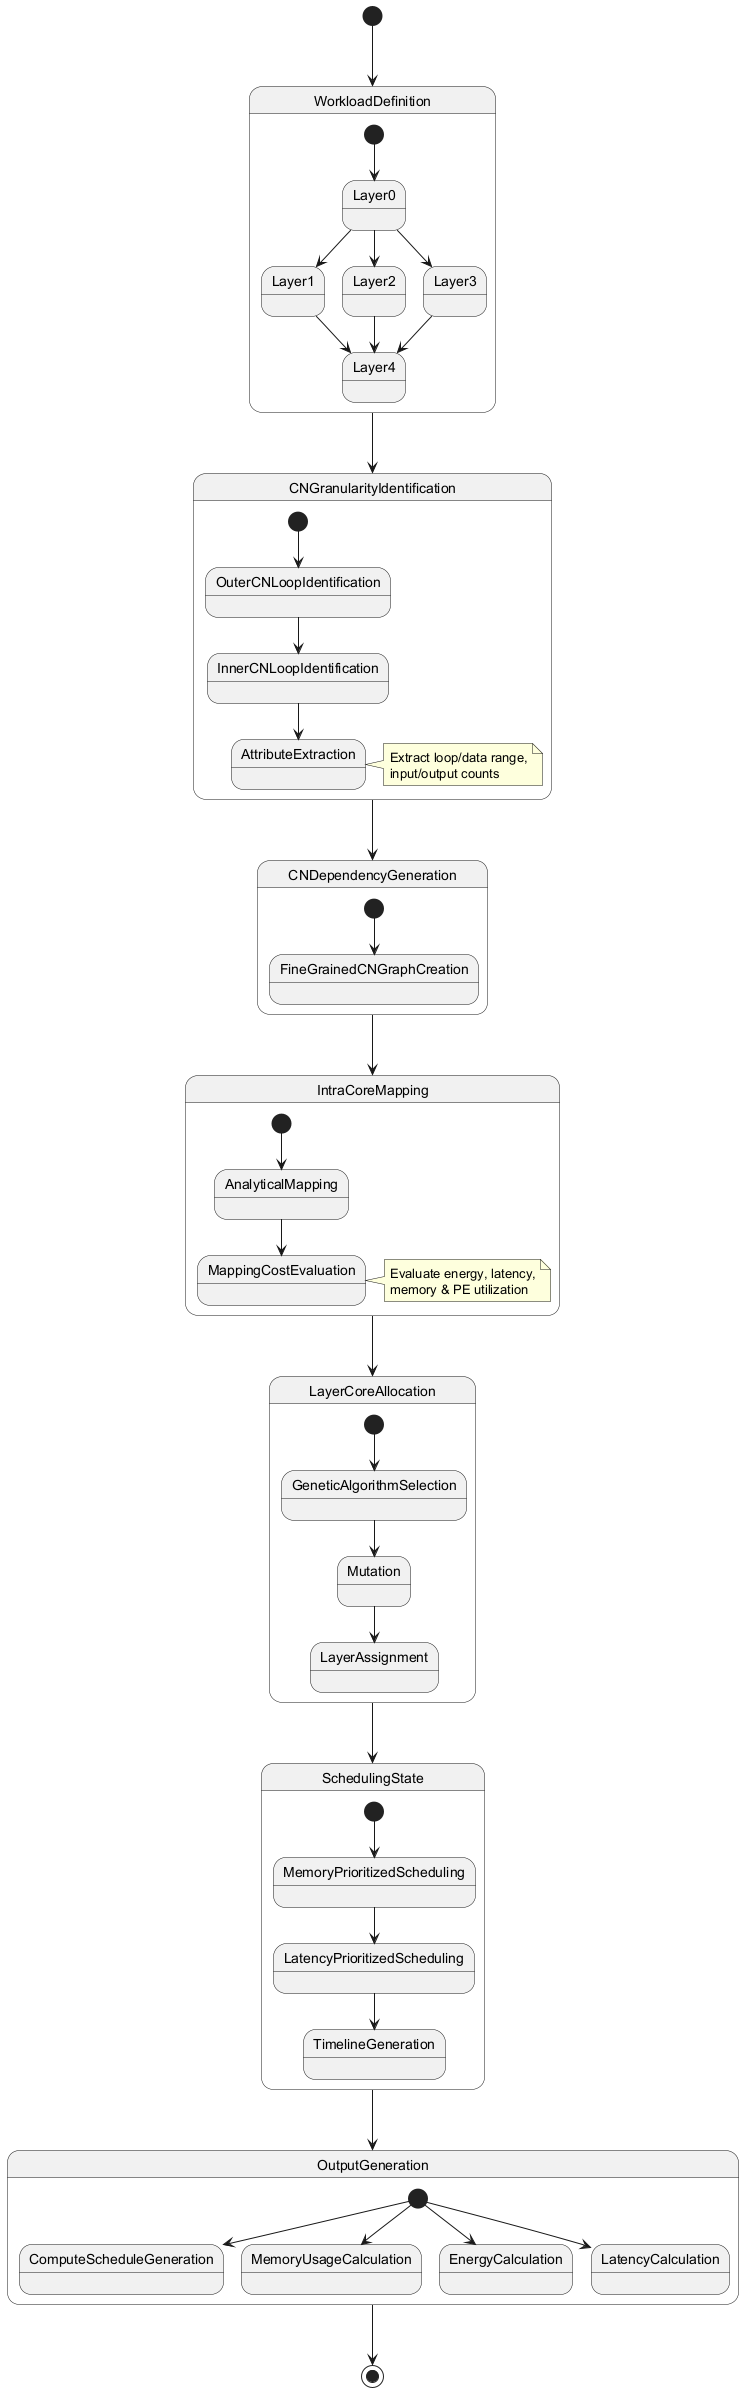 WorkloadDefinition
Layer0
Layer1
Layer2
Layer3
Layer4
CNGranularityIdentification
OuterCNLoopIdentification
InnerCNLoopIdentification
AttributeExtraction
Extract loop/data range,
input/output counts
CNDependencyGeneration
FineGrainedCNGraphCreation
IntraCoreMapping
AnalyticalMapping
MappingCostEvaluation
Evaluate energy, latency,
memory & PE utilization
LayerCoreAllocation
GeneticAlgorithmSelection
Mutation
LayerAssignment
SchedulingState
MemoryPrioritizedScheduling
LatencyPrioritizedScheduling
TimelineGeneration
OutputGeneration
ComputeScheduleGeneration
MemoryUsageCalculation
EnergyCalculation
LatencyCalculation